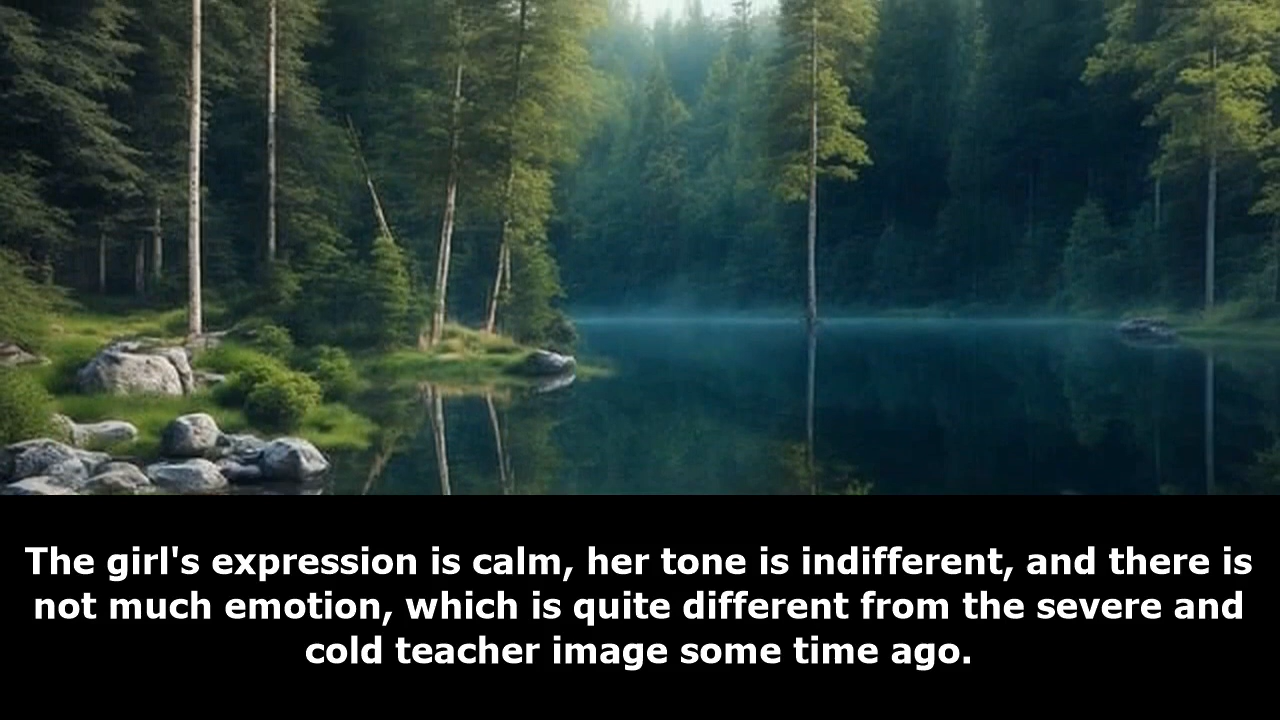 The girl's expression is calm, her tone is indifferent, and there is
not much emotion, which is quite different from the severe and
cold teacher image some time ago.